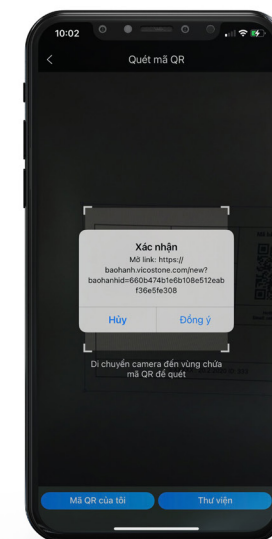 10:02
Quét mã QR
Xác nhận
Mở link: https://
baohanh.vicostone.com/new?
baohanhid=660b474b1e6b108e512eab
f36e5fe308
Hủy
Đồng ý
Di chuyển camera đến vùng chứa
mã QR để quét
Mã QR của tôi
Thư viện